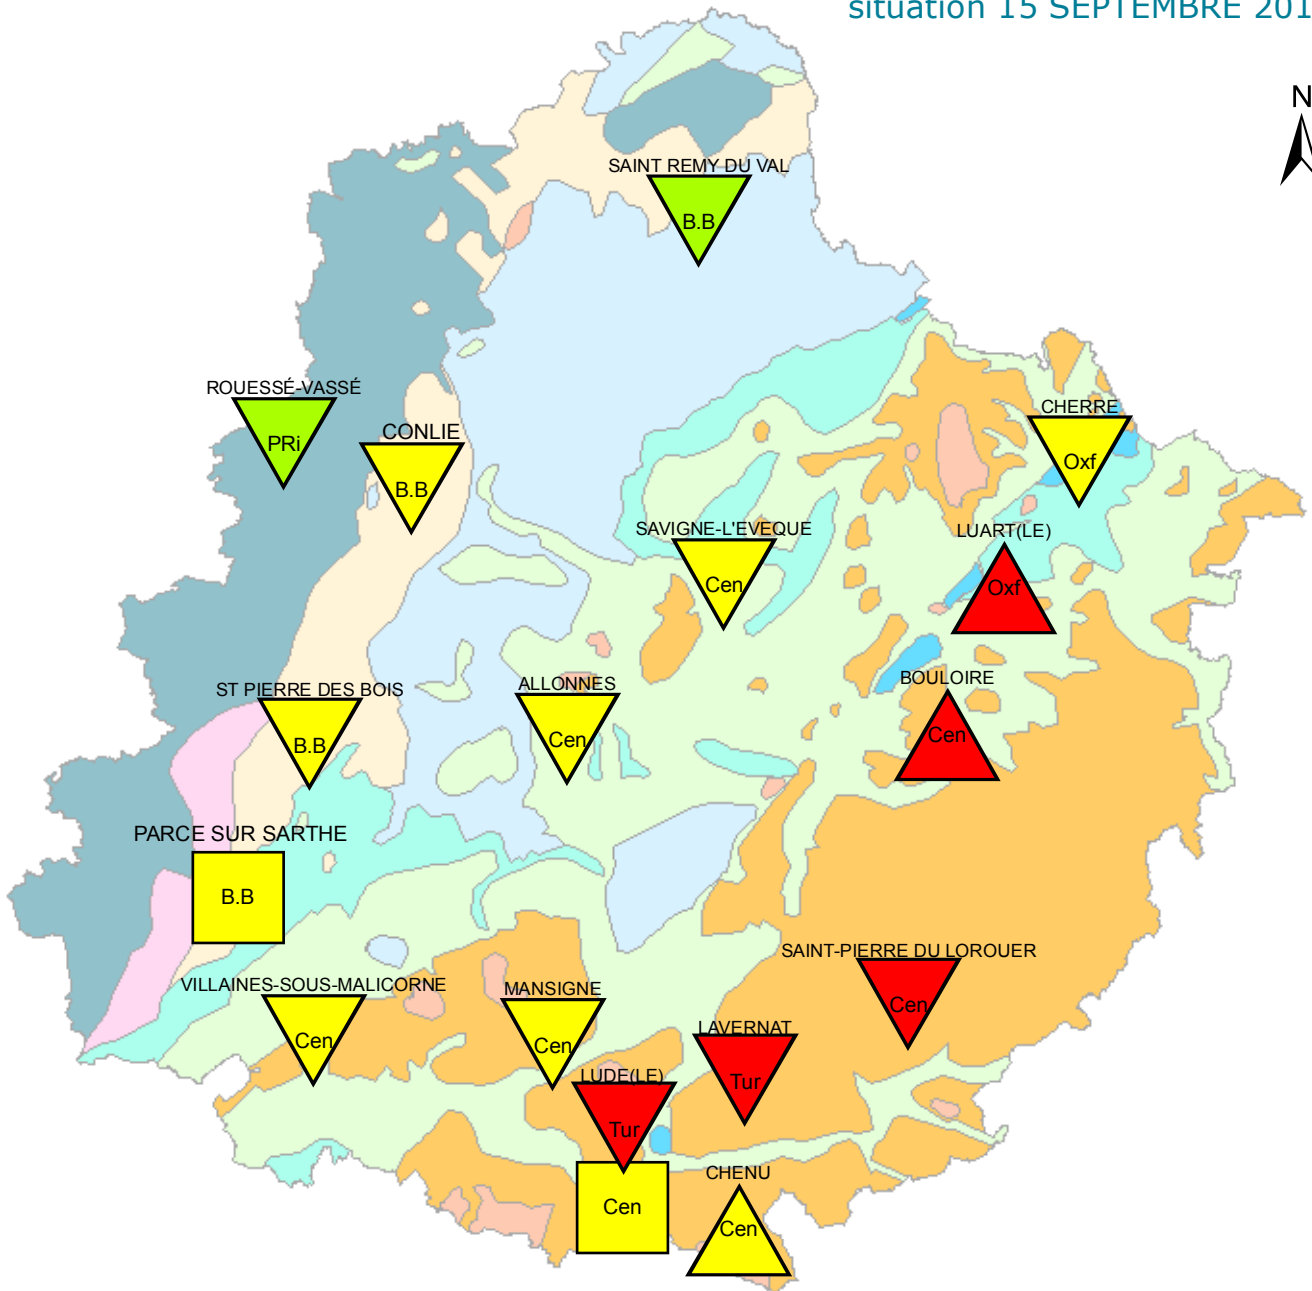 situation 15 SEPTEMBRE 201
N
SAINT REMY DU VAL
B.B
ROUESSÉ-VASSÉ
PRi
CONLIE
B.B
CHERRE
Oxf
SAVIGNE-L'EVEQUE
Cen
LUART(LE)
Oxf
BOULOIRE
Cen
ST PIERRE DES BOIS
B.B
ALLONNES
Cen
PARCE SUR SARTHE
B.B
SAINT-PIERRE DU LOROUER
Cen
VILLAINES-SOUS-MALICORNE
Cen
MANSIGNE
Cen
LAVERNAT
Tur
LUDE(LE)
Tur
Cen
CHENU
Cen